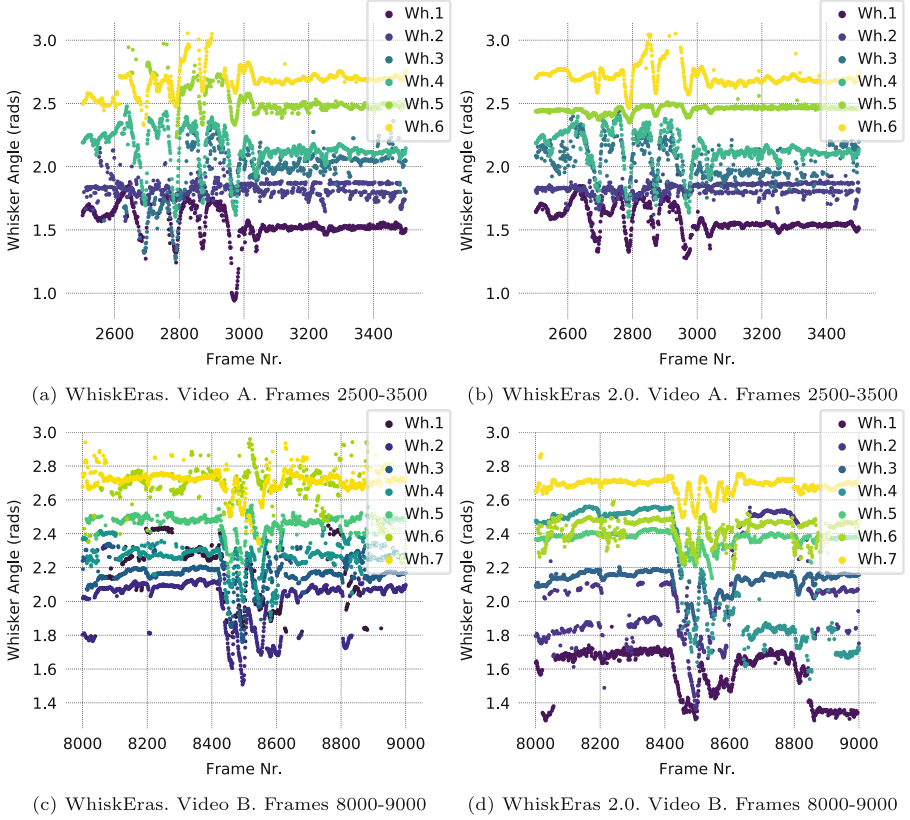 Wh.1
Wh.2
Wh.3
Wh.4
Wh.5
Wh.6
3.0
2.5
2.0
1.5
1.0
Whisker Angle (rads)
2600 2800 3000 3200 3400
Frame Nr.
(a) WhiskEras. Video A. Frames 2500-3500
Wh.1
Wh.2
Wh.3
Wh.4
Wh.5
Wh.6
3.0
2.5
2.0
1.5
1.0
Whisker Angle (rads)
2600 2800 3000 3200 3400
Frame Nr.
(b) WhiskEras 2.0. Video A. Frames 2500-3500
Wh.1
Wh.2
Wh.3
Wh.4
Wh.5
Wh.6
Wh.7
3.0
2.8
2.6
2.4
2.2
2.0
1.8
1.6
1.4
Whisker Angle (rads)
8000 8200 8400 8600 8800 9000
Frame Nr.
(c) WhiskEras. Video B. Frames 8000-9000
Wh.1
Wh.2
Wh.3
Wh.4
Wh.5
Wh.6
Wh.7
3.0
2.8
2.6
2.4
2.2
2.0
1.8
1.6
1.4
Whisker Angle (rads)
8000 8200 8400 8600 8800 9000
Frame Nr.
(d) WhiskEras 2.0. Video B. Frames 8000-9000